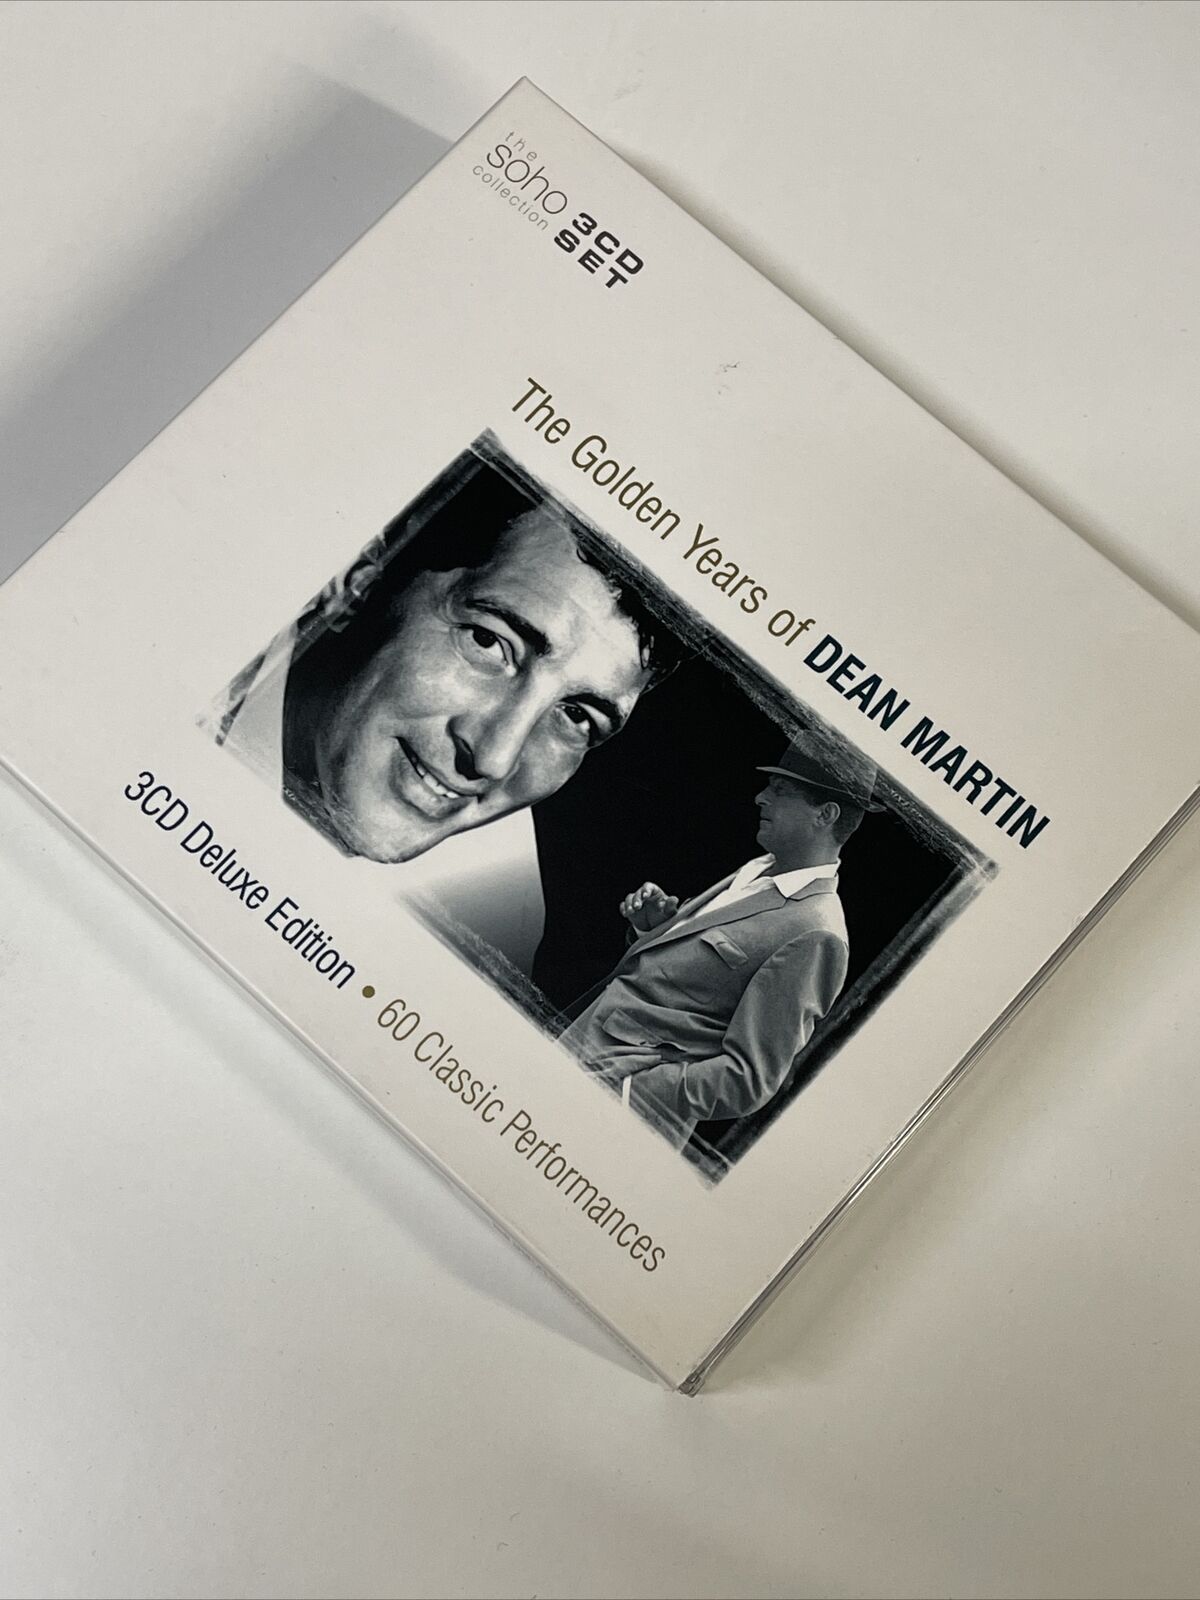 the
soho
collection
3CD
SET
The Golden Years of DEAN MARTIN
3CD Deluxe Edition • 60 Classic Performances